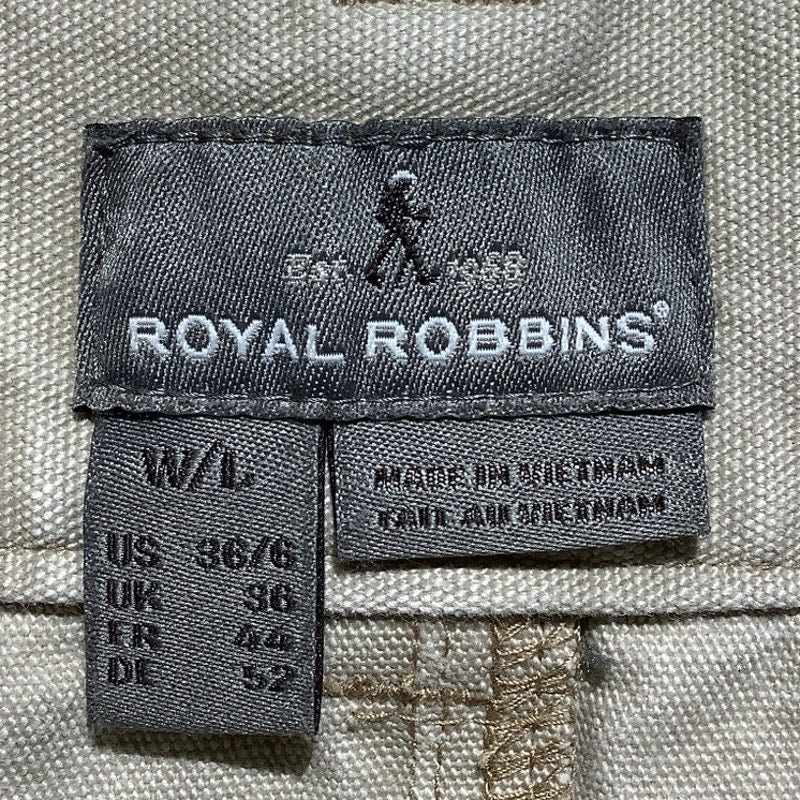 Est 1968
ROYAL ROBBINS®
W/L
US 36/6
UK 36
FR 44
DE 52
MADE IN VIETNAM
FAIT AU VIETNAM